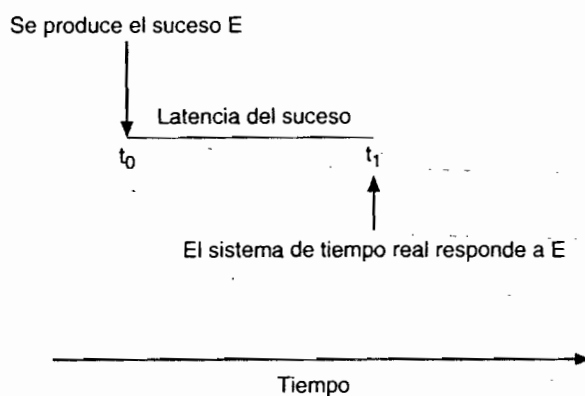 Se produce el suceso E
Latencia del suceso
t0 t1
El sistema de tiempo real responde a E
Tiempo